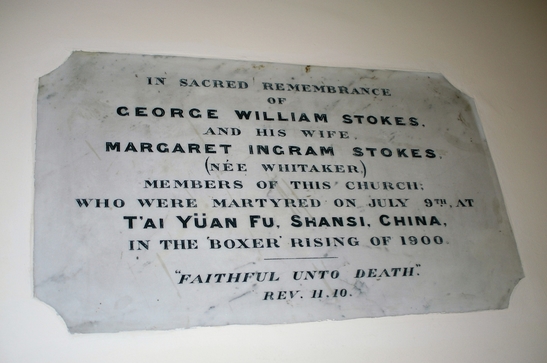 IN SACRED REMEMBRANCE
OF
GEORGE WILLIAM STOKES,
AND HIS WIFE,
MARGARET INGRAM STOKES,
(NÉE WHITAKER,)
MEMBERS OF THIS CHURCH;
WHO WERE MARTYRED ON JULY 9TH, AT
T'AI YÜAN FU, SHANSI, CHINA,
IN THE 'BOXER' RISING OF 1900.
"FAITHFUL UNTO DEATH".
REV. II. 10.